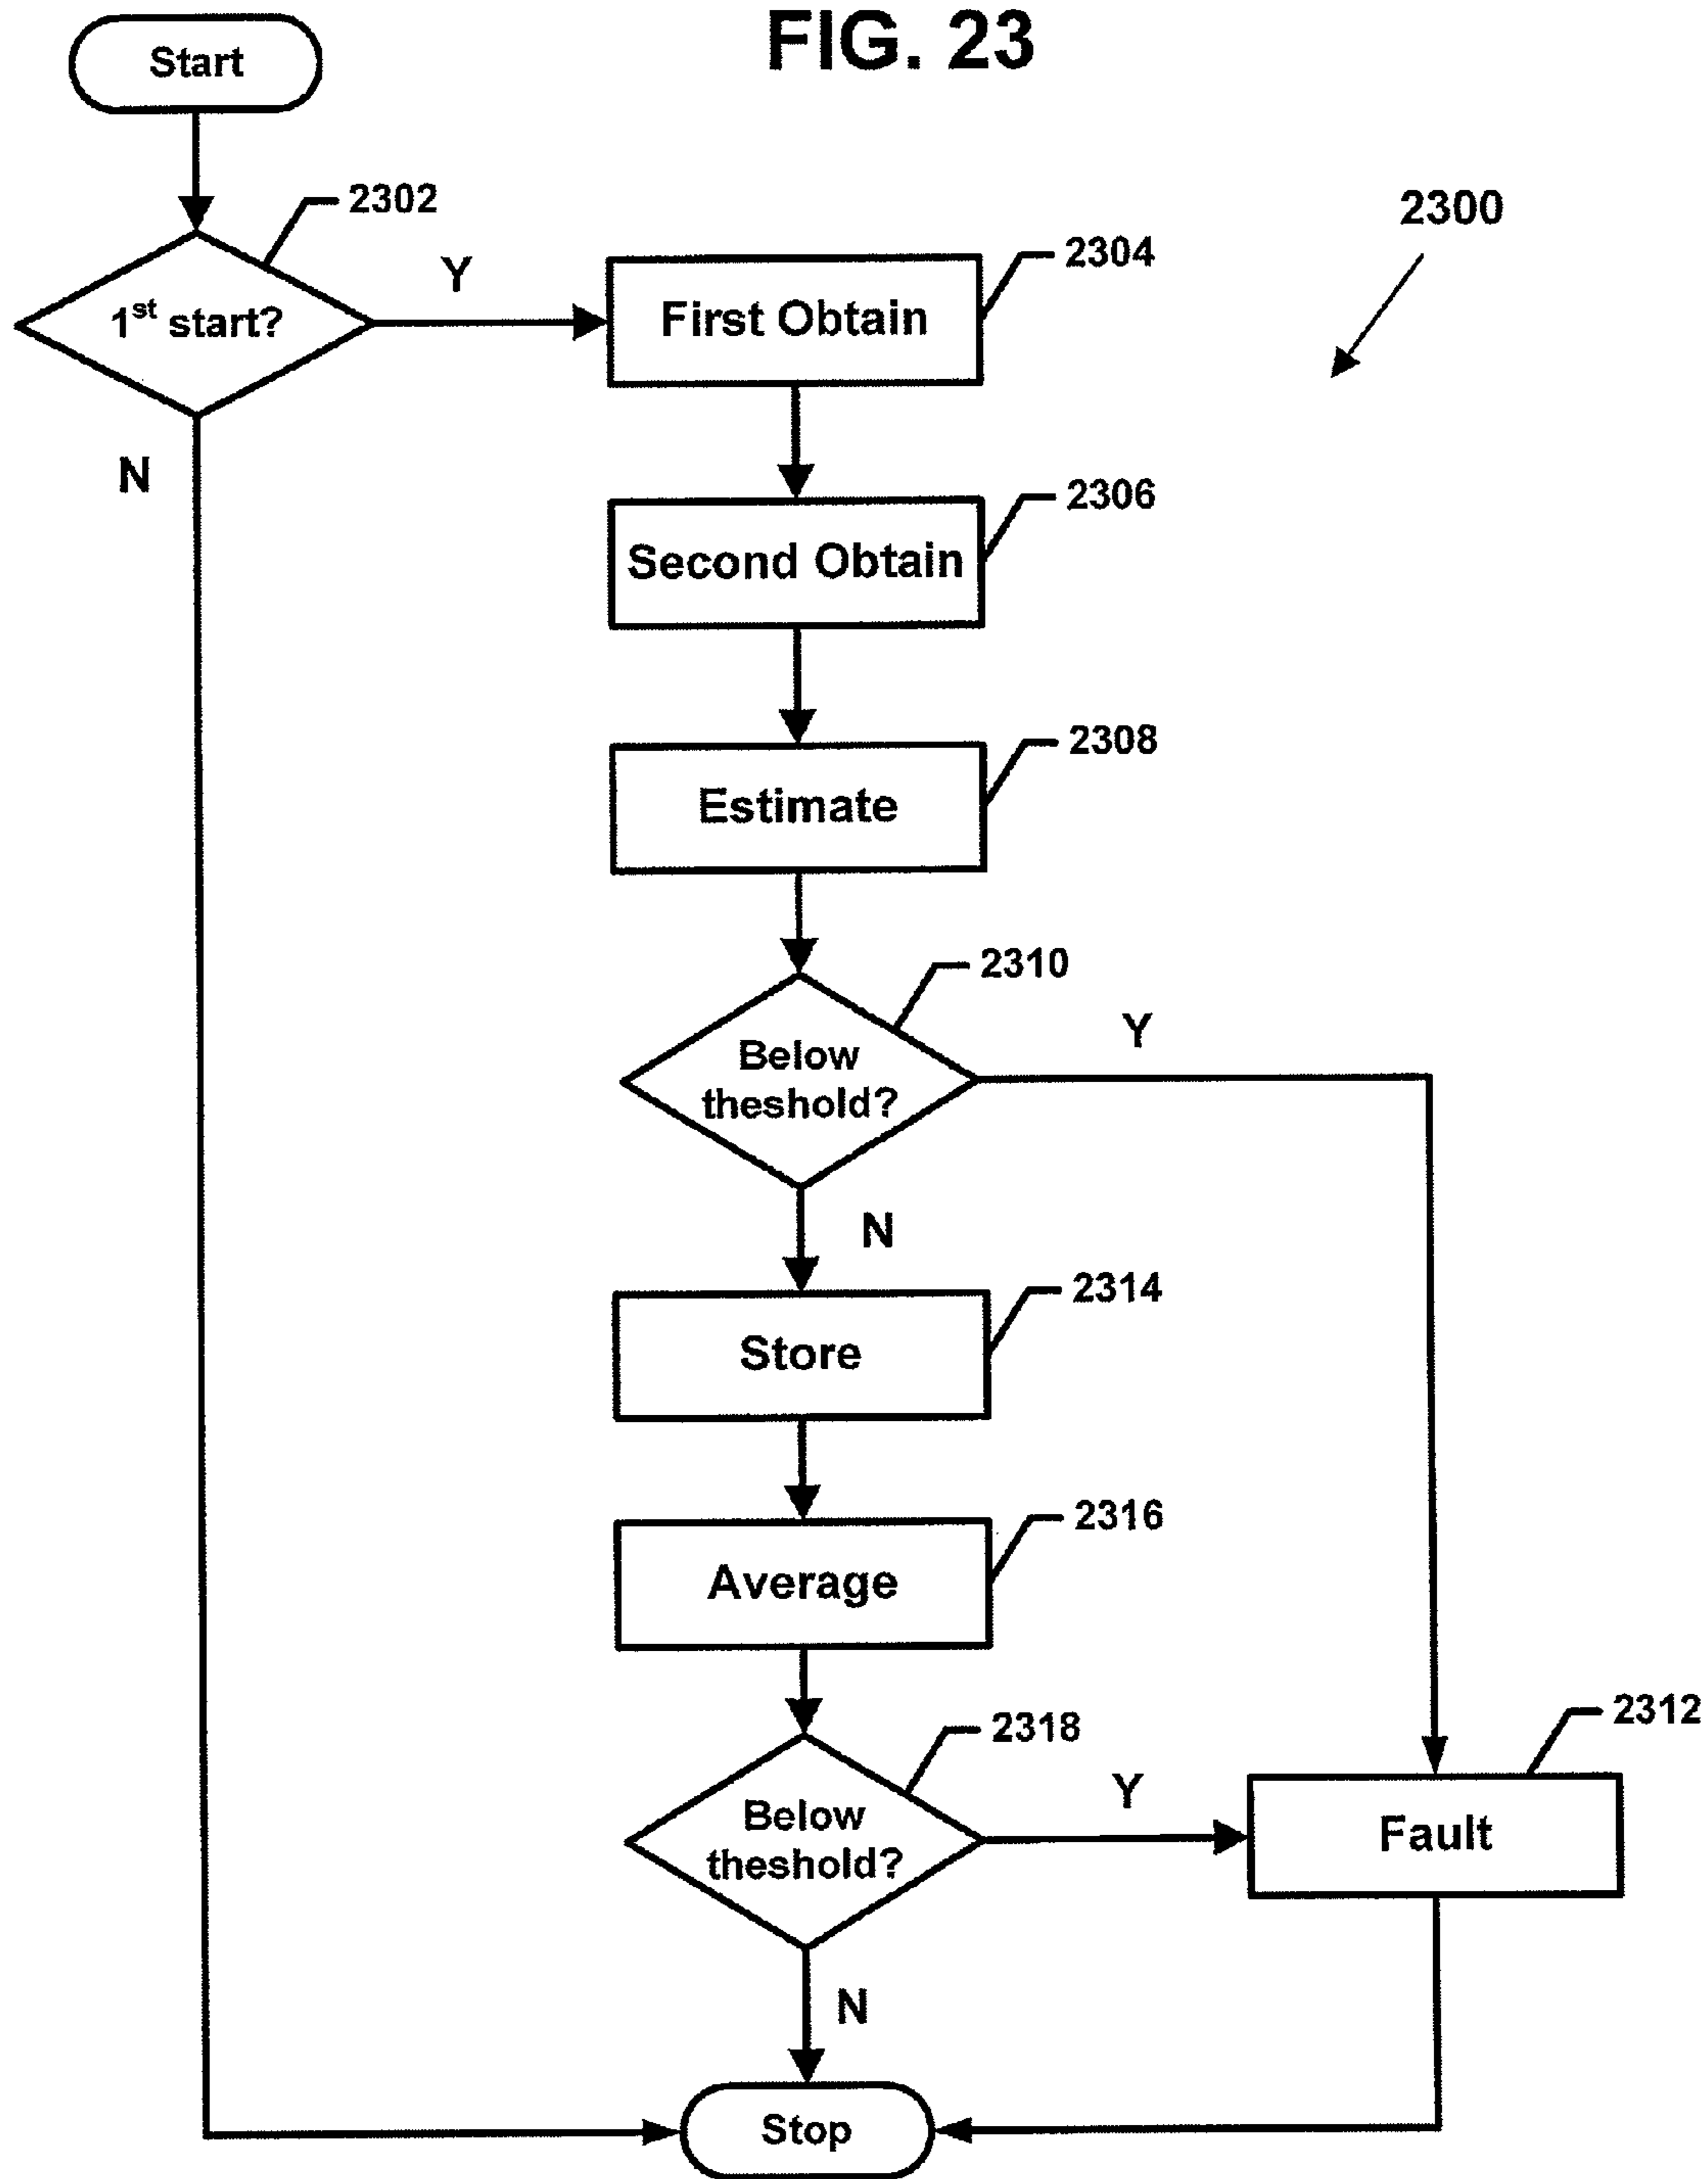 FIG. 23
Start
2302
1st start?
Y
N
2300
2304
First Obtain
2306
Second Obtain
2308
Estimate
2310
Below
theshold?
Y
N
2314
Store
2316
Average
2318
Below
theshold?
Y
N
2312
Fault
Stop